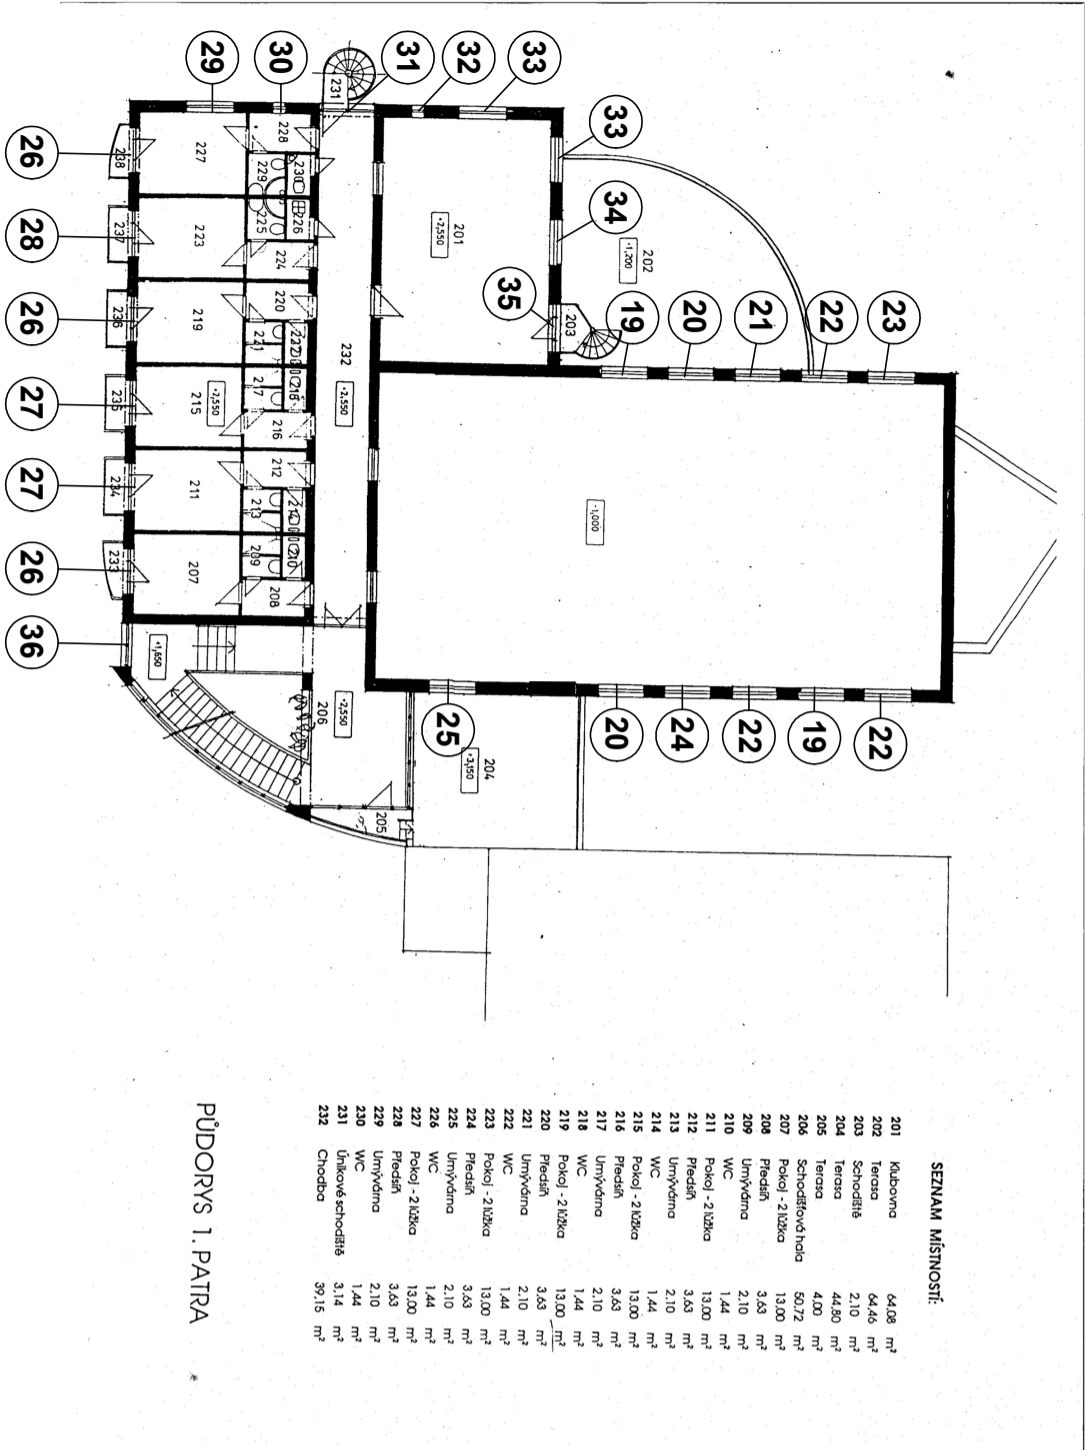 SEZNAM MÍSTNOSTÍ:
201 Klubovna 64,08 m²
202 Terasa 64,46 m²
203 Schodiště 2,10 m²
204 Terasa 44,80 m²
205 Terasa 4,00 m²
206 Schodišťová hala 50,72 m²
207 Pokoj - 2 lůžka 13,00 m²
208 Předsíň 3,63 m²
209 Umývárna 2,10 m²
210 WC 1,44 m²
211 Pokoj - 2 lůžka 13,00 m²
212 Předsíň 3,63 m²
213 Umývárna 2,10 m²
214 WC 1,44 m²
215 Pokoj - 2 lůžka 13,00 m²
216 Předsíň 3,63 m²
217 Umývárna 2,10 m²
218 WC 1,44 m²
219 Pokoj - 2 lůžka 13,00 m²
220 Předsíň 3,63 m²
221 Umývárna 2,10 m²
222 WC 1,44 m²
223 Pokoj - 2 lůžka 13,00 m²
224 Předsíň 3,63 m²
225 Umývárna 2,10 m²
226 WC 1,44 m²
227 Pokoj - 2 lůžka 13,00 m²
228 Předsíň 3,63 m²
229 Umývárna 2,10 m²
230 WC 1,44 m²
231 Únikové schodiště 3,14 m²
232 Chodba 39,15 m²
PŮDORYS 1. PATRA
23
22
21
20
19
34
33
33
32
31
30
29
35
26
28
26
27
27
26
36
25
20
24
22
19
22
201
+2,550
202
-1,200
203
204
+3,150
205
206
+2,550
-1,000
232
+2,550
231
228
230
229
227
226
225
224
223
220
222
221
219
218
217
216
215
+2,550
212
214
213
211
210
209
208
207
+1,650
238
237
236
235
234
233